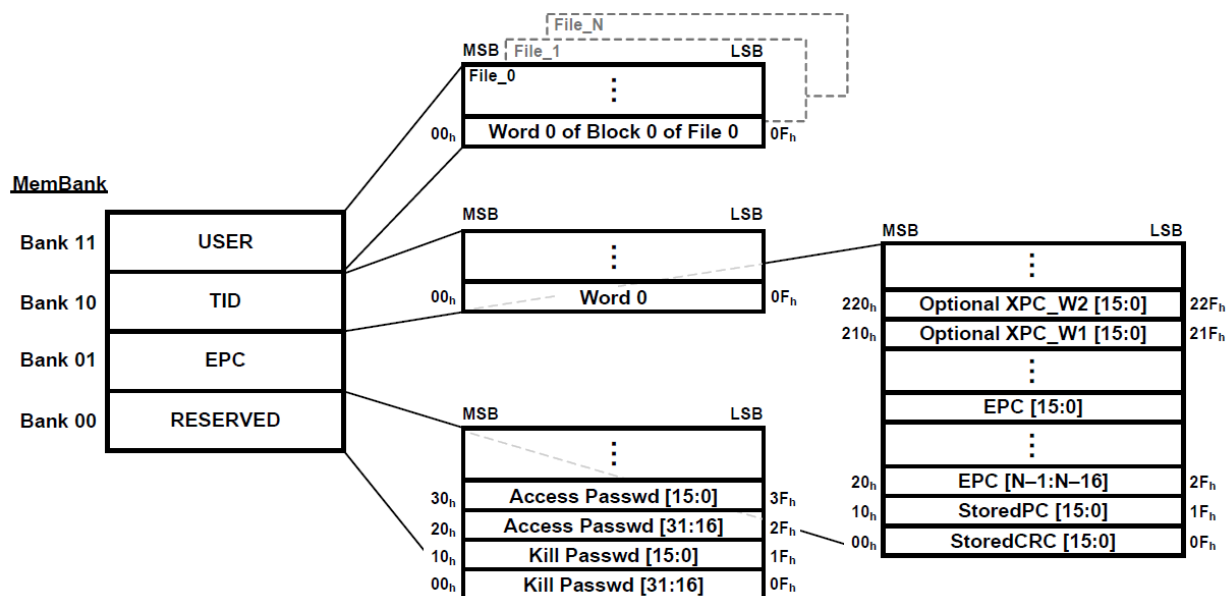 File_N
MSB File_1 LSB
File_0
⋮
00h Word 0 of Block 0 of File 0 0Fh
MemBank
Bank 11 USER
Bank 10 TID
Bank 01 EPC
Bank 00 RESERVED
MSB LSB
⋮
00h Word 0 0Fh
MSB LSB
⋮
30h Access Passwd [15:0] 3Fh
20h Access Passwd [31:16] 2Fh
10h Kill Passwd [15:0] 1Fh
00h Kill Passwd [31:16] 0Fh
MSB LSB
⋮
220h Optional XPC_W2 [15:0] 22Fh
210h Optional XPC_W1 [15:0] 21Fh
⋮
EPC [15:0]
⋮
20h EPC [N–1:N–16] 2Fh
10h StoredPC [15:0] 1Fh
00h StoredCRC [15:0] 0Fh